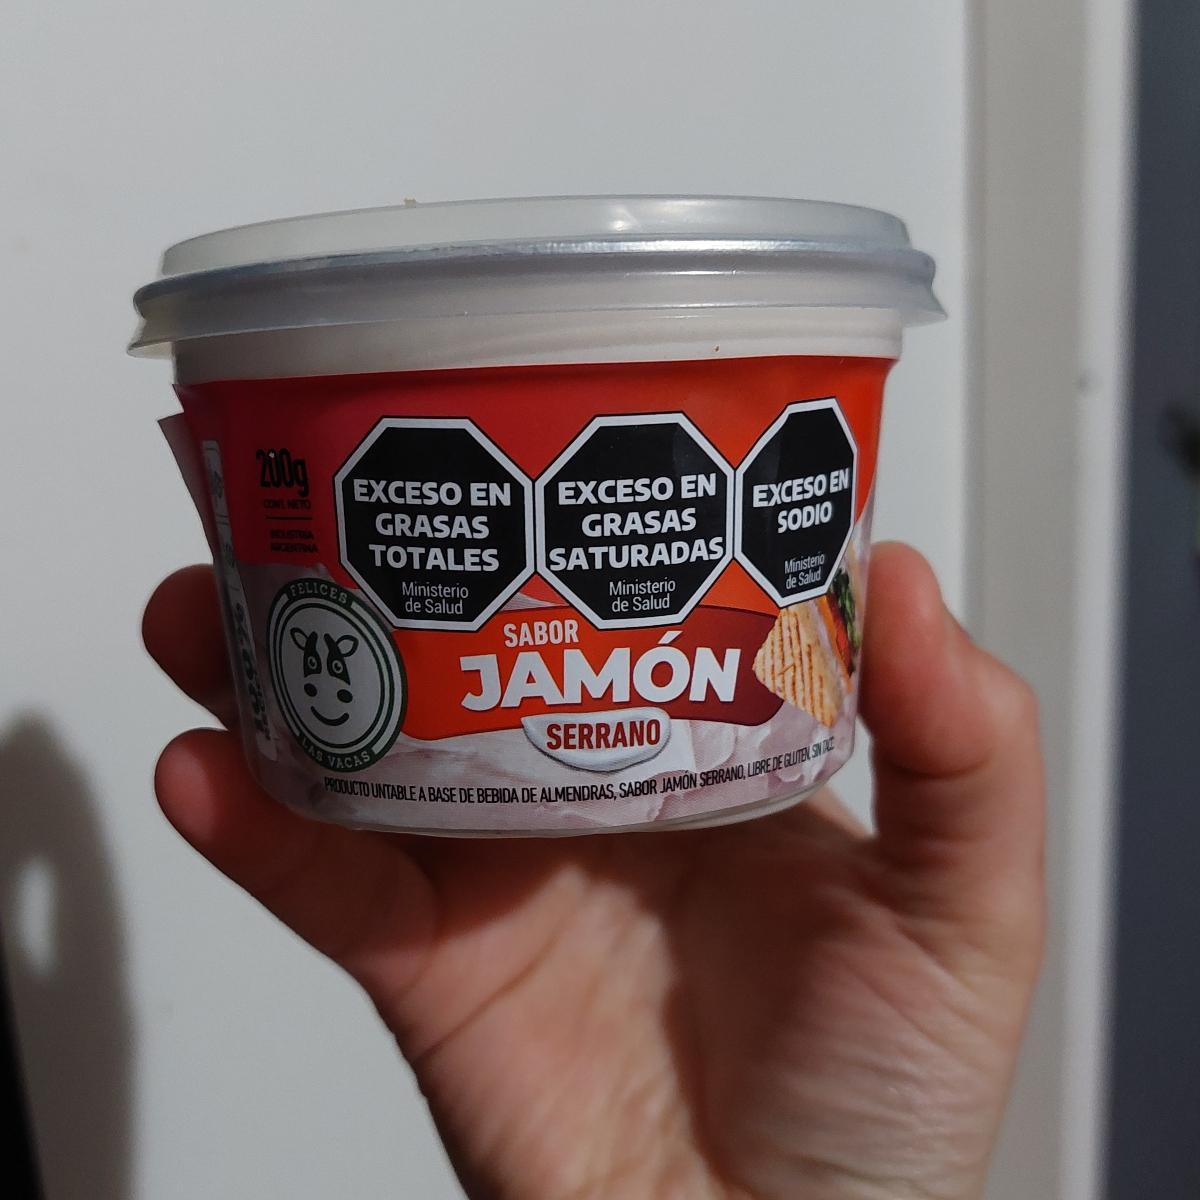 200g
CONT. NETO
INDUSTRIA
ARGENTINA
EXCESO EN
GRASAS
TOTALES
Ministerio
de Salud
EXCESO EN
GRASAS
SATURADAS
Ministerio
de Salud
EXCESO EN
SODIO
Ministerio
de Salud
FELICES
LAS VACAS
SABOR
JAMÓN
SERRANO
PRODUCTO UNTABLE A BASE DE BEBIDA DE ALMENDRAS, SABOR JAMÓN SERRANO, LIBRE DE GLUTEN, SIN TACC
100%